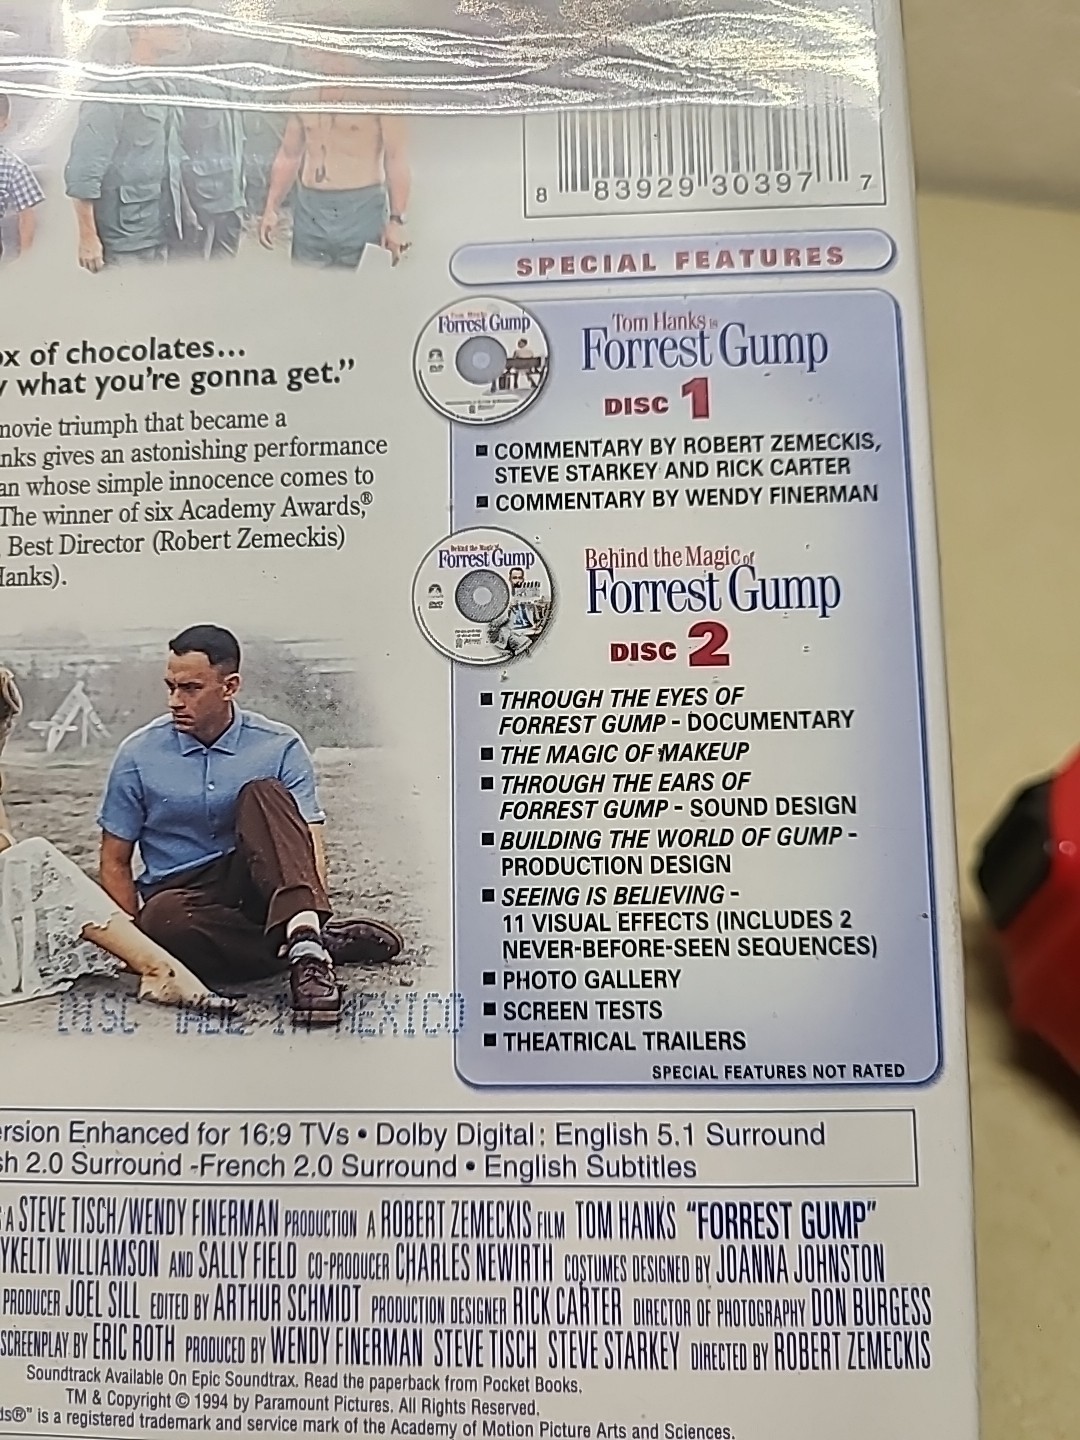 8 83929 30397 7
SPECIAL FEATURES
Forrest Gump
Tom Hanks is
Forrest Gump
DISC 1
■ COMMENTARY BY ROBERT ZEMECKIS,
STEVE STARKEY AND RICK CARTER
■ COMMENTARY BY WENDY FINERMAN
Behind the Magic of
Forrest Gump
DVD
Behind the Magic of
Forrest Gump
DISC 2
■ THROUGH THE EYES OF
FORREST GUMP - DOCUMENTARY
■ THE MAGIC OF MAKEUP
■ THROUGH THE EARS OF
FORREST GUMP - SOUND DESIGN
■ BUILDING THE WORLD OF GUMP -
PRODUCTION DESIGN
■ SEEING IS BELIEVING -
11 VISUAL EFFECTS (INCLUDES 2
NEVER-BEFORE-SEEN SEQUENCES)
■ PHOTO GALLERY
■ SCREEN TESTS
■ THEATRICAL TRAILERS
SPECIAL FEATURES NOT RATED
ox of chocolates...
what you're gonna get.”
movie triumph that became a
nks gives an astonishing performance
an whose simple innocence comes to
The winner of six Academy Awards,®
Best Director (Robert Zemeckis)
Hanks).
DISC MADE IN MEXICO
ersion Enhanced for 16:9 TVs • Dolby Digital: English 5.1 Surround
sh 2.0 Surround -French 2.0 Surround • English Subtitles
A STEVE TISCH/WENDY FINERMAN PRODUCTION A ROBERT ZEMECKIS FILM TOM HANKS “FORREST GUMP”
YKELTI WILLIAMSON AND SALLY FIELD CO-PRODUCER CHARLES NEWIRTH COSTUMES DESIGNED BY JOANNA JOHNSTON
PRODUCER JOEL SILL EDITED BY ARTHUR SCHMIDT PRODUCTION DESIGNER RICK CARTER DIRECTOR OF PHOTOGRAPHY DON BURGESS
SCREENPLAY BY ERIC ROTH PRODUCED BY WENDY FINERMAN STEVE TISCH STEVE STARKEY DIRECTED BY ROBERT ZEMECKIS
Soundtrack Available On Epic Soundtrax. Read the paperback from Pocket Books.
TM & Copyright © 1994 by Paramount Pictures. All Rights Reserved.
ds®" is a registered trademark and service mark of the Academy of Motion Picture Arts and Sciences.